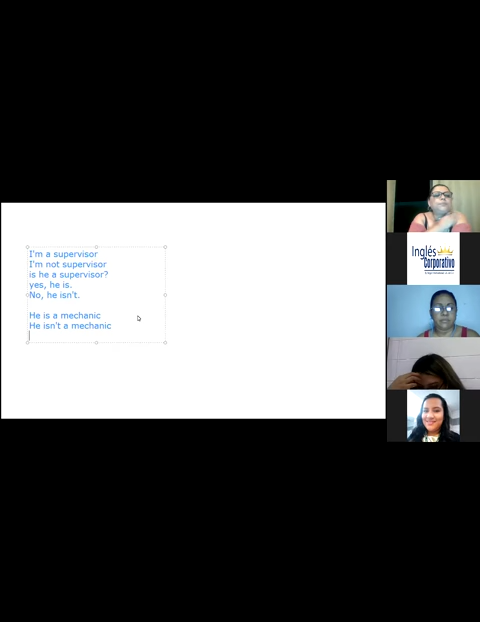 I'm a supervisor
I'm not supervisor
is he a supervisor?
yes, he is.
No, he isn't.
He is a mechanic
He isn't a mechanic
Inglés
Corporativo